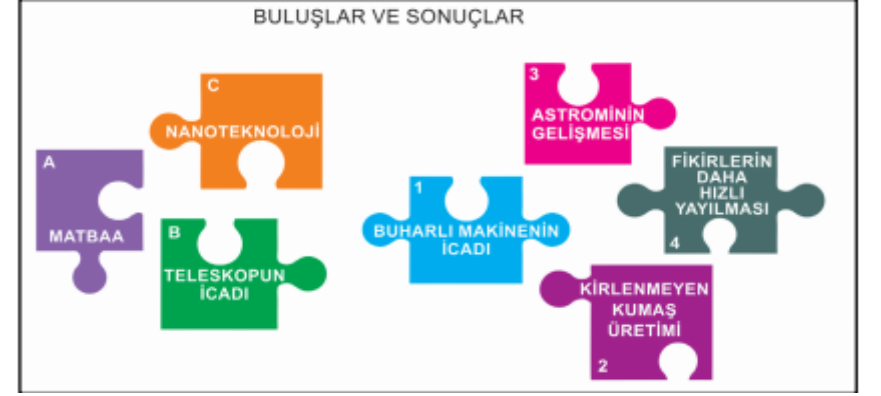 BULUŞLAR VE SONUÇLAR
C
NANOTEKNOLOJİ
A
MATBAA
B
TELESKOPUN
İCADI
1
BUHARLI MAKİNENİN
İCADI
3
ASTROMİNİN
GELİŞMESİ
FİKİRLERİN
DAHA
HIZLI
YAYILMASI
4
KİRLENMEYEN
KUMAŞ
ÜRETİMİ
2